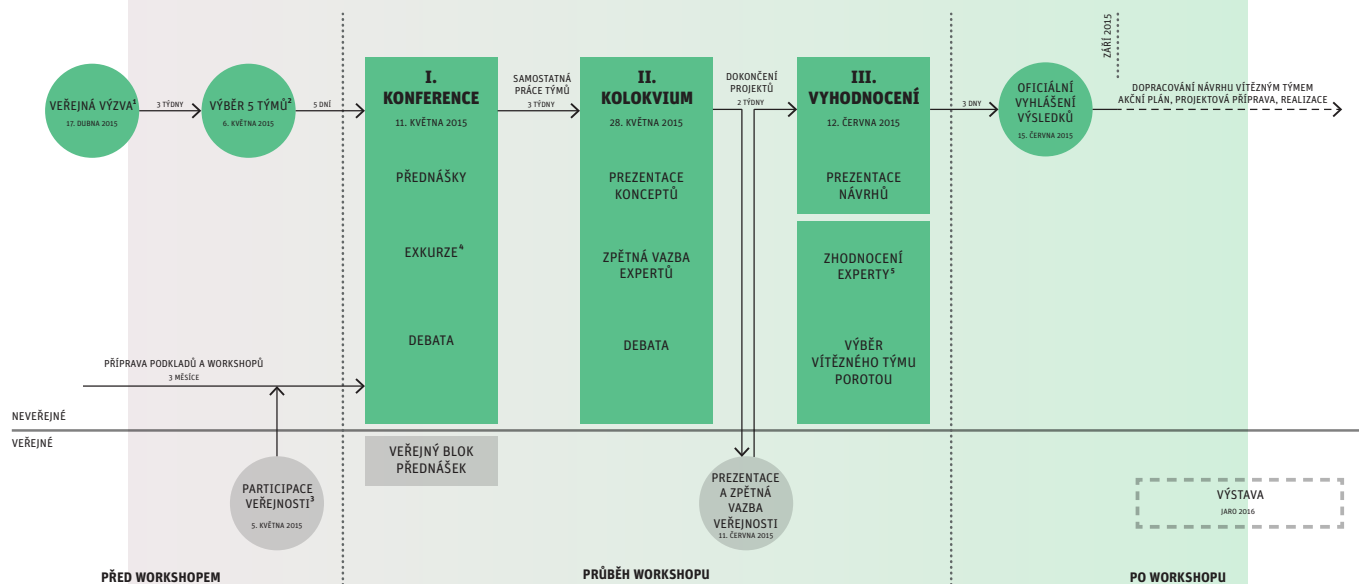 ZÁŘÍ 2015
VEŘEJNÁ VÝZVA¹
17. DUBNA 2015
3 TÝDNY
VÝBĚR 5 TÝMŮ²
6. KVĚTNA 2015
5 DNÍ
I.
KONFERENCE
11. KVĚTNA 2015
PŘEDNÁŠKY
EXKURZE⁴
DEBATA
SAMOSTATNÁ
PRÁCE TÝMŮ
3 TÝDNY
II.
KOLOKVIUM
28. KVĚTNA 2015
PREZENTACE
KONCEPTŮ
ZPĚTNÁ VAZBA
EXPERTŮ
DEBATA
DOKONČENÍ
PROJEKTŮ
2 TÝDNY
III.
VYHODNOCENÍ
12. ČERVNA 2015
PREZENTACE
NÁVRHŮ
ZHODNOCENÍ
EXPERTY⁵
VÝBĚR
VÍTĚZNÉHO TÝMU
POROTOU
3 DNY
OFICIÁLNÍ
VYHLÁŠENÍ
VÝSLEDKŮ
15. ČERVNA 2015
DOPRACOVÁNÍ NÁVRHU VÍTĚZNÝM TÝMEM
AKČNÍ PLÁN, PROJEKTOVÁ PŘÍPRAVA, REALIZACE
PŘÍPRAVA PODKLADŮ A WORKSHOPŮ
3 MĚSÍCE
NEVEŘEJNÉ
VEŘEJNÉ
PARTICIPACE
VEŘEJNOSTI³
5. KVĚTNA 2015
VEŘEJNÝ BLOK
PŘEDNÁŠEK
PREZENTACE
A ZPĚTNÁ
VAZBA
VEŘEJNOSTI
11. ČERVNA 2015
VÝSTAVA
JARO 2016
PŘED WORKSHOPEM
PRŮBĚH WORKSHOPU
PO WORKSHOPU